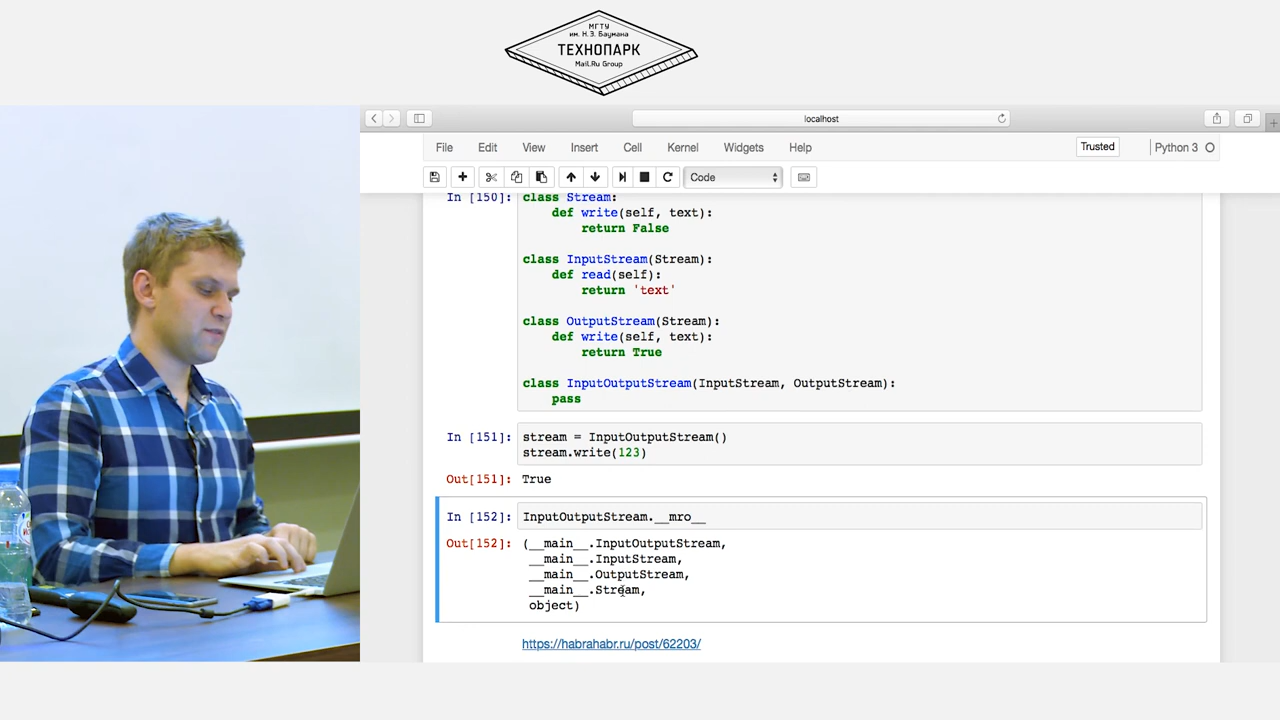 МГТУ
им. Н.Э. Баумана
ТЕХНОПАРК
Mail.Ru Group
localhost
File Edit View Insert Cell Kernel Widgets Help Trusted Python 3
Code
In [150]: class Stream:
def write(self, text):
return False
class InputStream(Stream):
def read(self):
return 'text'
class OutputStream(Stream):
def write(self, text):
return True
class InputOutputStream(InputStream, OutputStream):
pass
In [151]: stream = InputOutputStream()
stream.write(123)
Out[151]: True
In [152]: InputOutputStream.__mro__
Out[152]: (__main__.InputOutputStream,
__main__.InputStream,
__main__.OutputStream,
__main__.Stream,
object)
https://habrahabr.ru/post/62203/